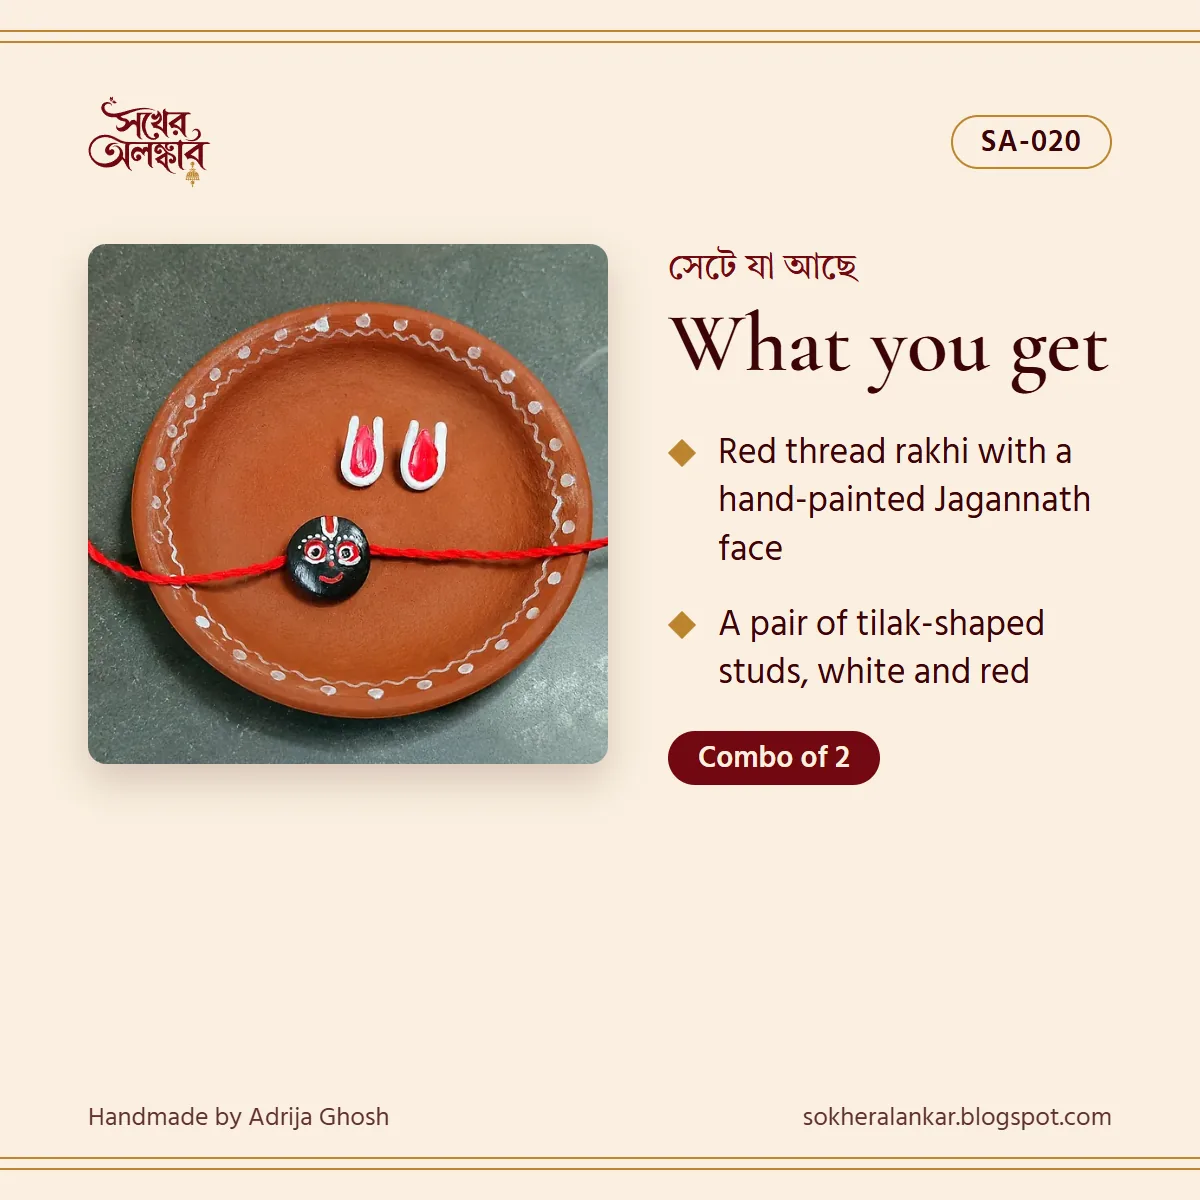 সখের
অলঙ্কার
SA-020
সেটে যা আছে
What you get
Red thread rakhi with a
hand-painted Jagannath
face
A pair of tilak-shaped
studs, white and red
Combo of 2
Handmade by Adrija Ghosh
sokheralankar.blogspot.com